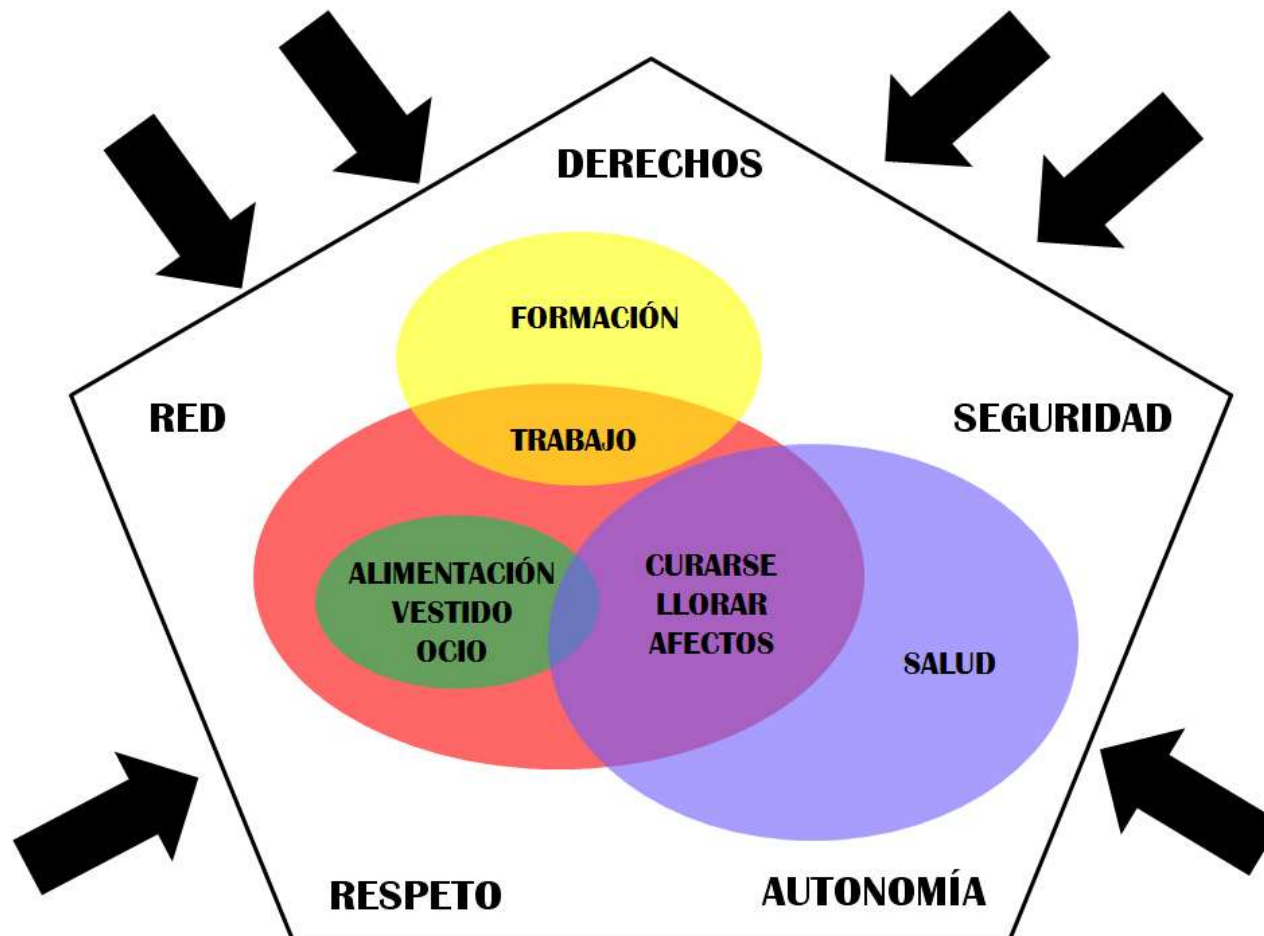 DERECHOS
FORMACIÓN
RED
SEGURIDAD
TRABAJO
ALIMENTACIÓN
VESTIDO
OCIO
CURARSE
LLORAR
AFECTOS
SALUD
RESPETO
AUTONOMÍA